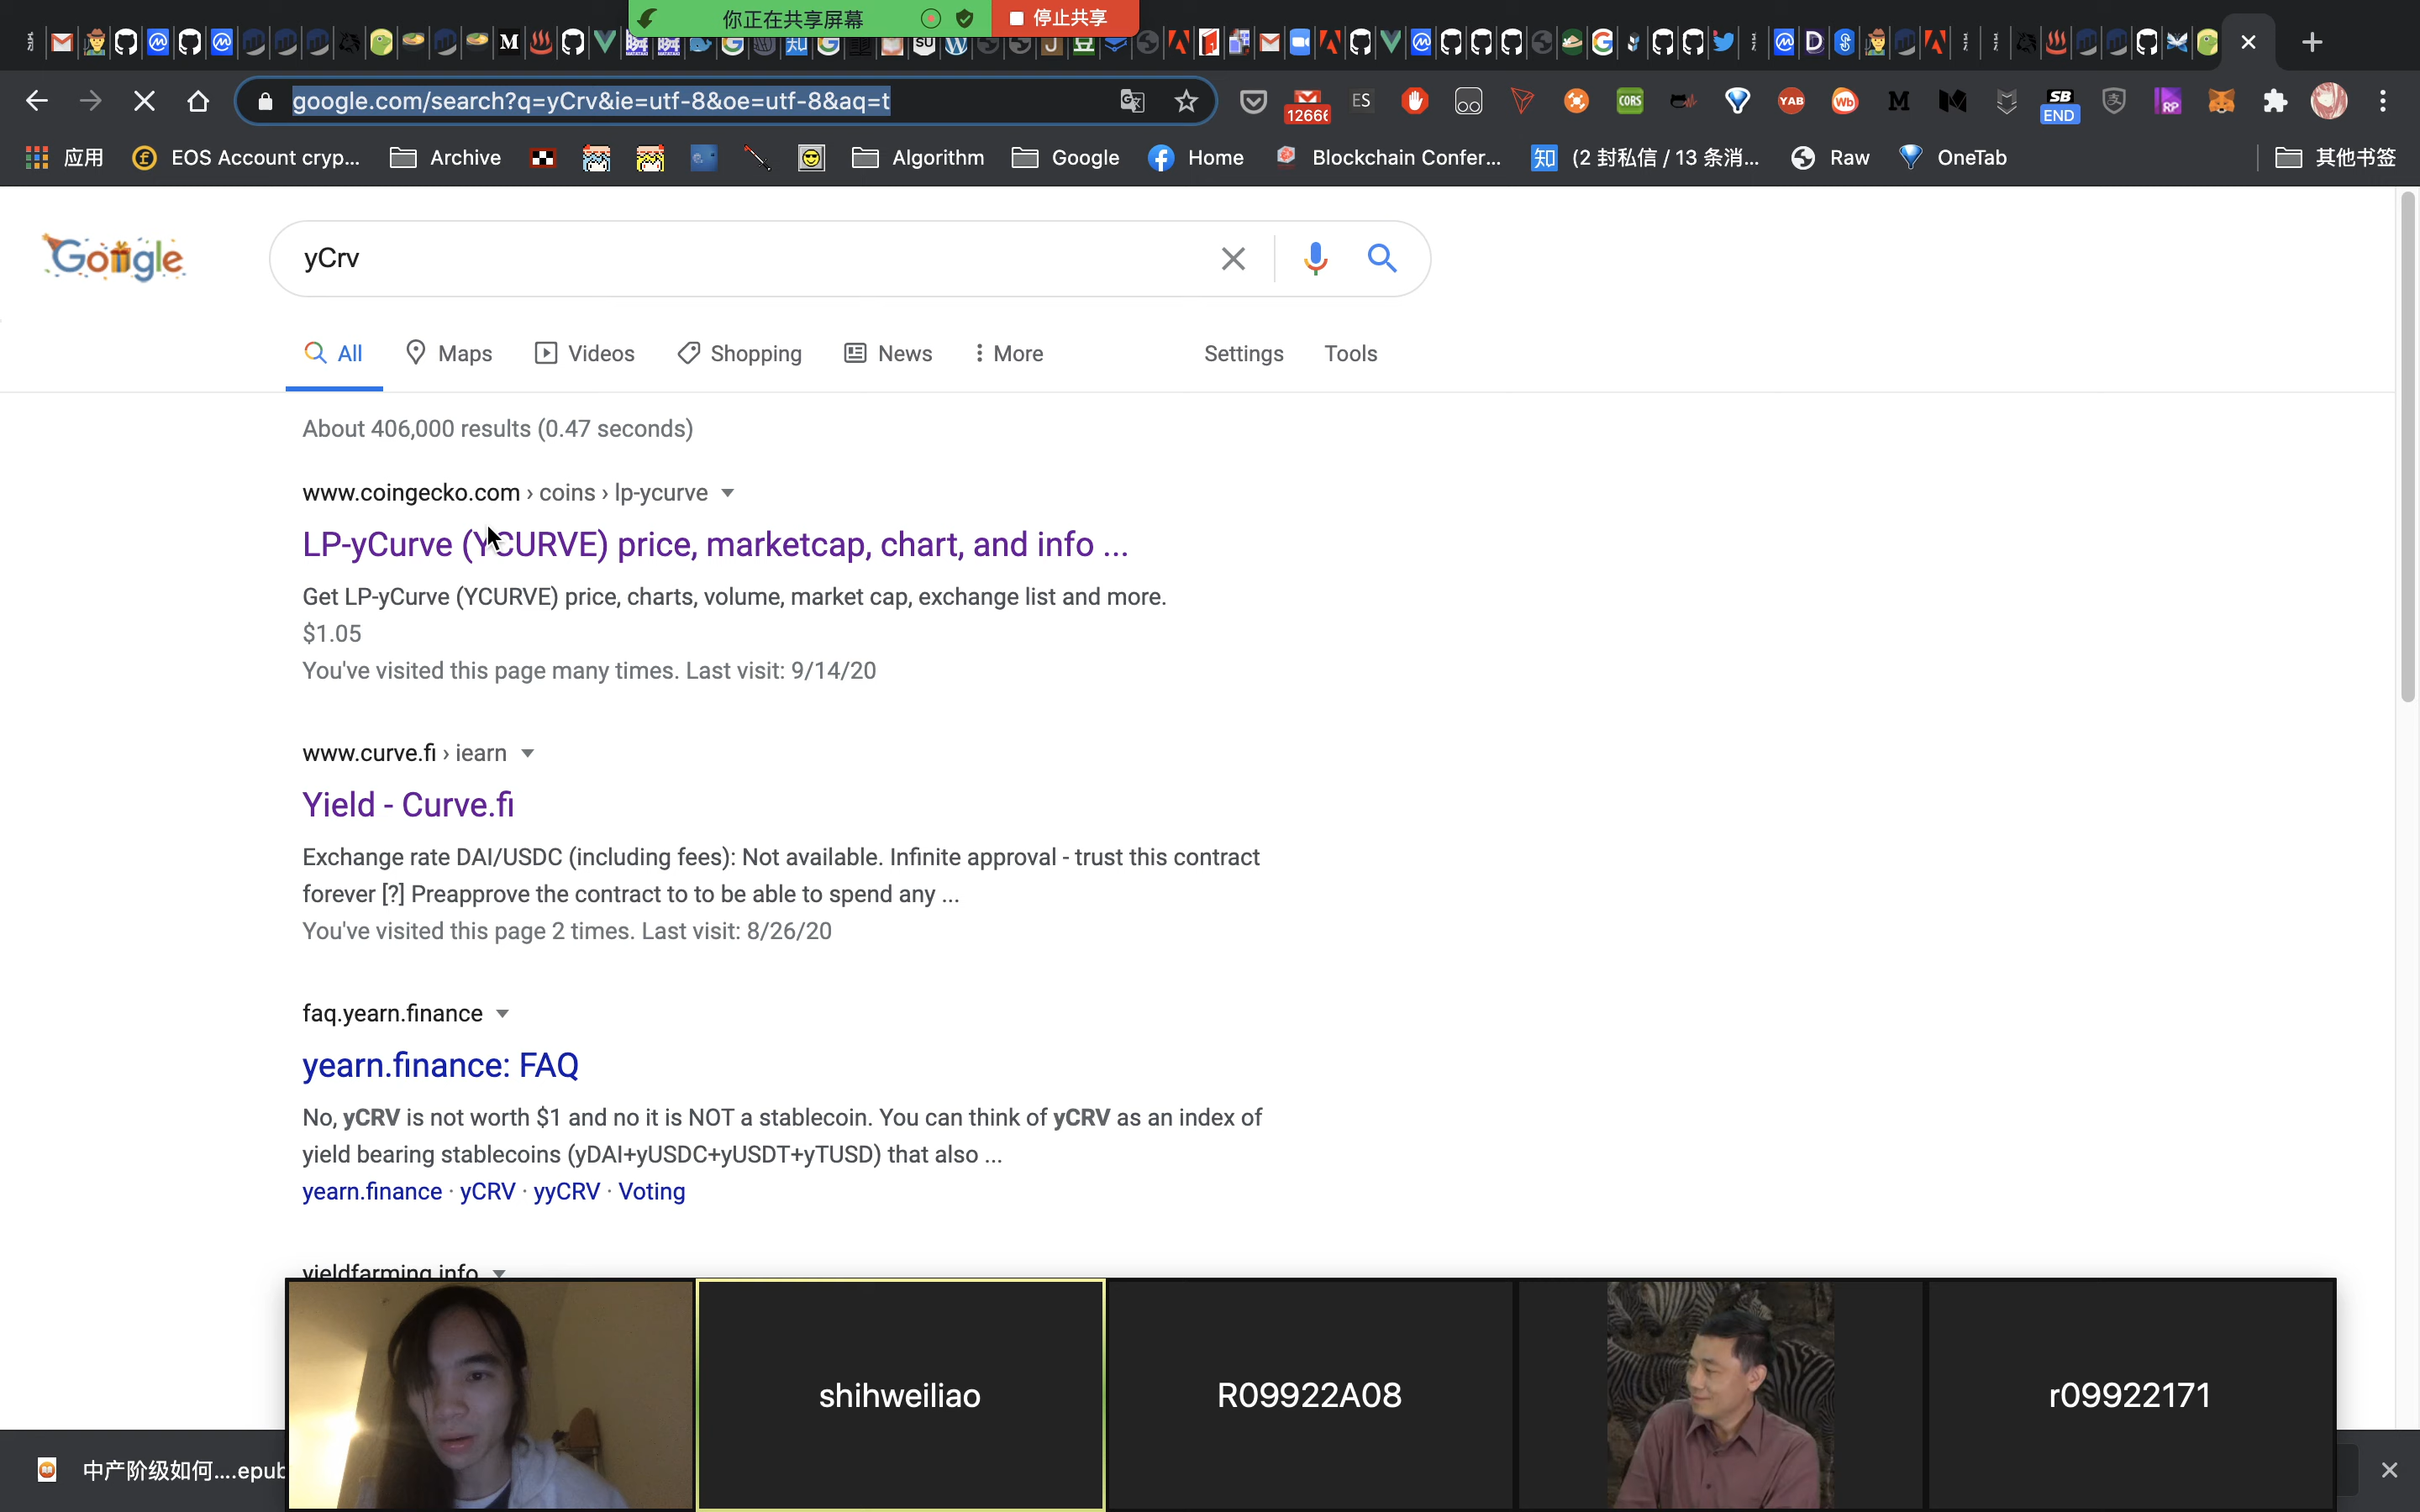 你正在共享屏幕
停止共享
google.com/search?q=yCrv&ie=utf-8&oe=utf-8&aq=t
12666
ES
CORS
YAB
Wb
M
SB
END
RP
应用
EOS Account cryp...
Archive
Algorithm
Google
Home
Blockchain Confer...
知
(2 封私信 / 13 条消...
Raw
OneTab
其他书签
Google
yCrv
All
Maps
Videos
Shopping
News
More
Settings
Tools
About 406,000 results (0.47 seconds)
www.coingecko.com › coins › lp-ycurve
LP-yCurve (YCURVE) price, marketcap, chart, and info ...
Get LP-yCurve (YCURVE) price, charts, volume, market cap, exchange list and more.
$1.05
You've visited this page many times. Last visit: 9/14/20
www.curve.fi › iearn
Yield - Curve.fi
Exchange rate DAI/USDC (including fees): Not available. Infinite approval - trust this contract
forever [?] Preapprove the contract to to be able to spend any ...
You've visited this page 2 times. Last visit: 8/26/20
faq.yearn.finance
yearn.finance: FAQ
No, yCRV is not worth $1 and no it is NOT a stablecoin. You can think of yCRV as an index of
yield bearing stablecoins (yDAI+yUSDC+yUSDT+yTUSD) that also ...
yearn.finance · yCRV · yyCRV · Voting
yieldfarming.info
shihweiliao
R09922A08
r09922171
中产阶级如何....epub